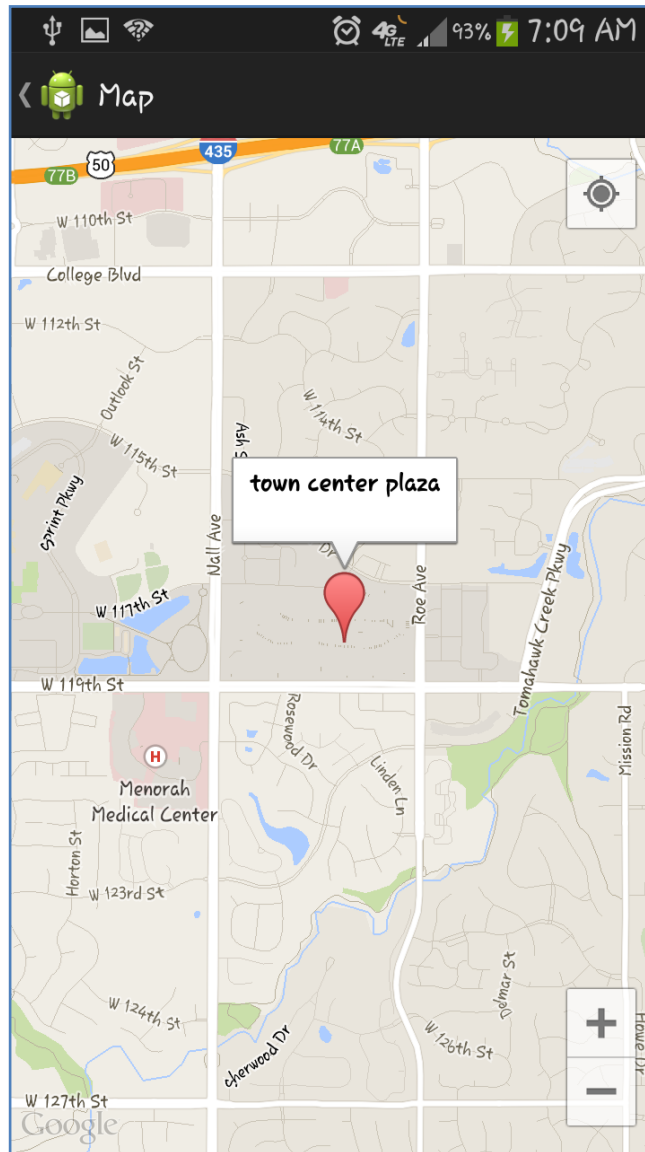 4G LTE 93% 7:09 AM
Map
435
77A
50
77B
W 110th St
College Blvd
W 112th St
Outlook St
W 114th St
Ash S
W 115th St
town center plaza
Sprint Pkwy
Nall Ave
Dr
Roe Ave
Tomahawk Creek Pkwy
W 117th St
W 119th St
Rosewood Dr
Mission Rd
H
Linden Ln
Menorah
Medical Center
Horton St
W 123rd St
Delmar St
W 124th St
+
Howe Dr
W 126th St
cherwood Dr
−
W 127th St
Google